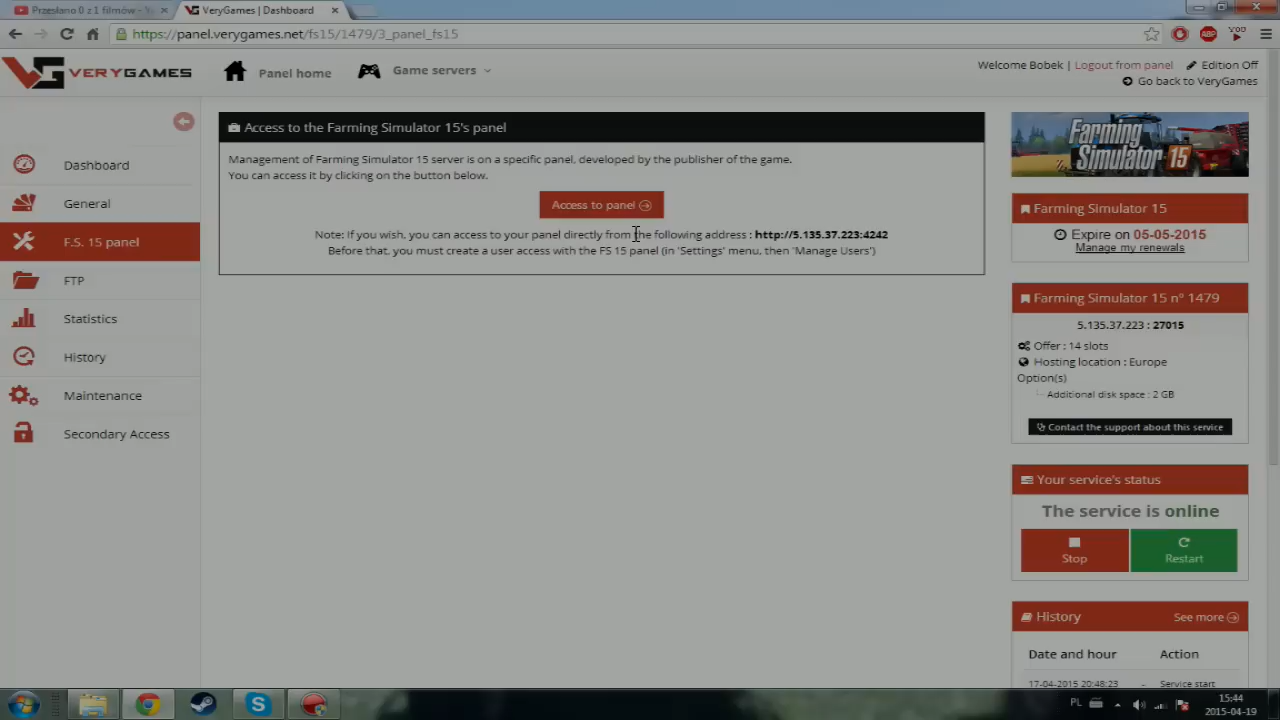 Przesłano 0 z 1 filmów - Y
VeryGames | Dashboard
https://panel.verygames.net/fs15/1479/3_panel_fs15
ABP
VERYGAMES
Panel home
Game servers
Welcome Bobek | Logout from panel
Edition Off
Go back to VeryGames
Dashboard
General
F.S. 15 panel
FTP
Statistics
History
Maintenance
Secondary Access
Access to the Farming Simulator 15's panel
Management of Farming Simulator 15 server is on a specific panel, developed by the publisher of the game.
You can access it by clicking on the button below.
Access to panel
Note: If you wish, you can access to your panel directly from the following address : http://5.135.37.223:4242
Before that, you must create a user access with the FS 15 panel (in 'Settings' menu, then 'Manage Users')
Farming
Simulator 15
Farming Simulator 15
Expire on 05-05-2015
Manage my renewals
Farming Simulator 15 n° 1479
5.135.37.223 : 27015
Offer : 14 slots
Hosting location : Europe
Option(s)
Additional disk space : 2 GB
Contact the support about this service
Your service's status
The service is online
Stop
Restart
History
See more
Date and hour
Action
17-04-2015 20:48:23
- Service start
PL
15:44
2015-04-19